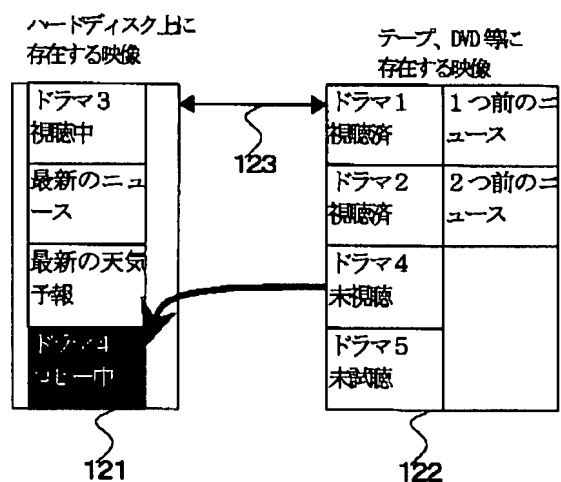 ハードディスク上に
存在する映像
テープ、DVD等に
存在する映像
ドラマ3
視聴中
最新のニュ
ース
最新の天気
予報
ドラマ4
コピー中
ドラマ1
視聴済
1つ前のニ
ュース
ドラマ2
視聴済
2つ前のニ
ュース
ドラマ4
未視聴
ドラマ5
未試聴
123
121
122